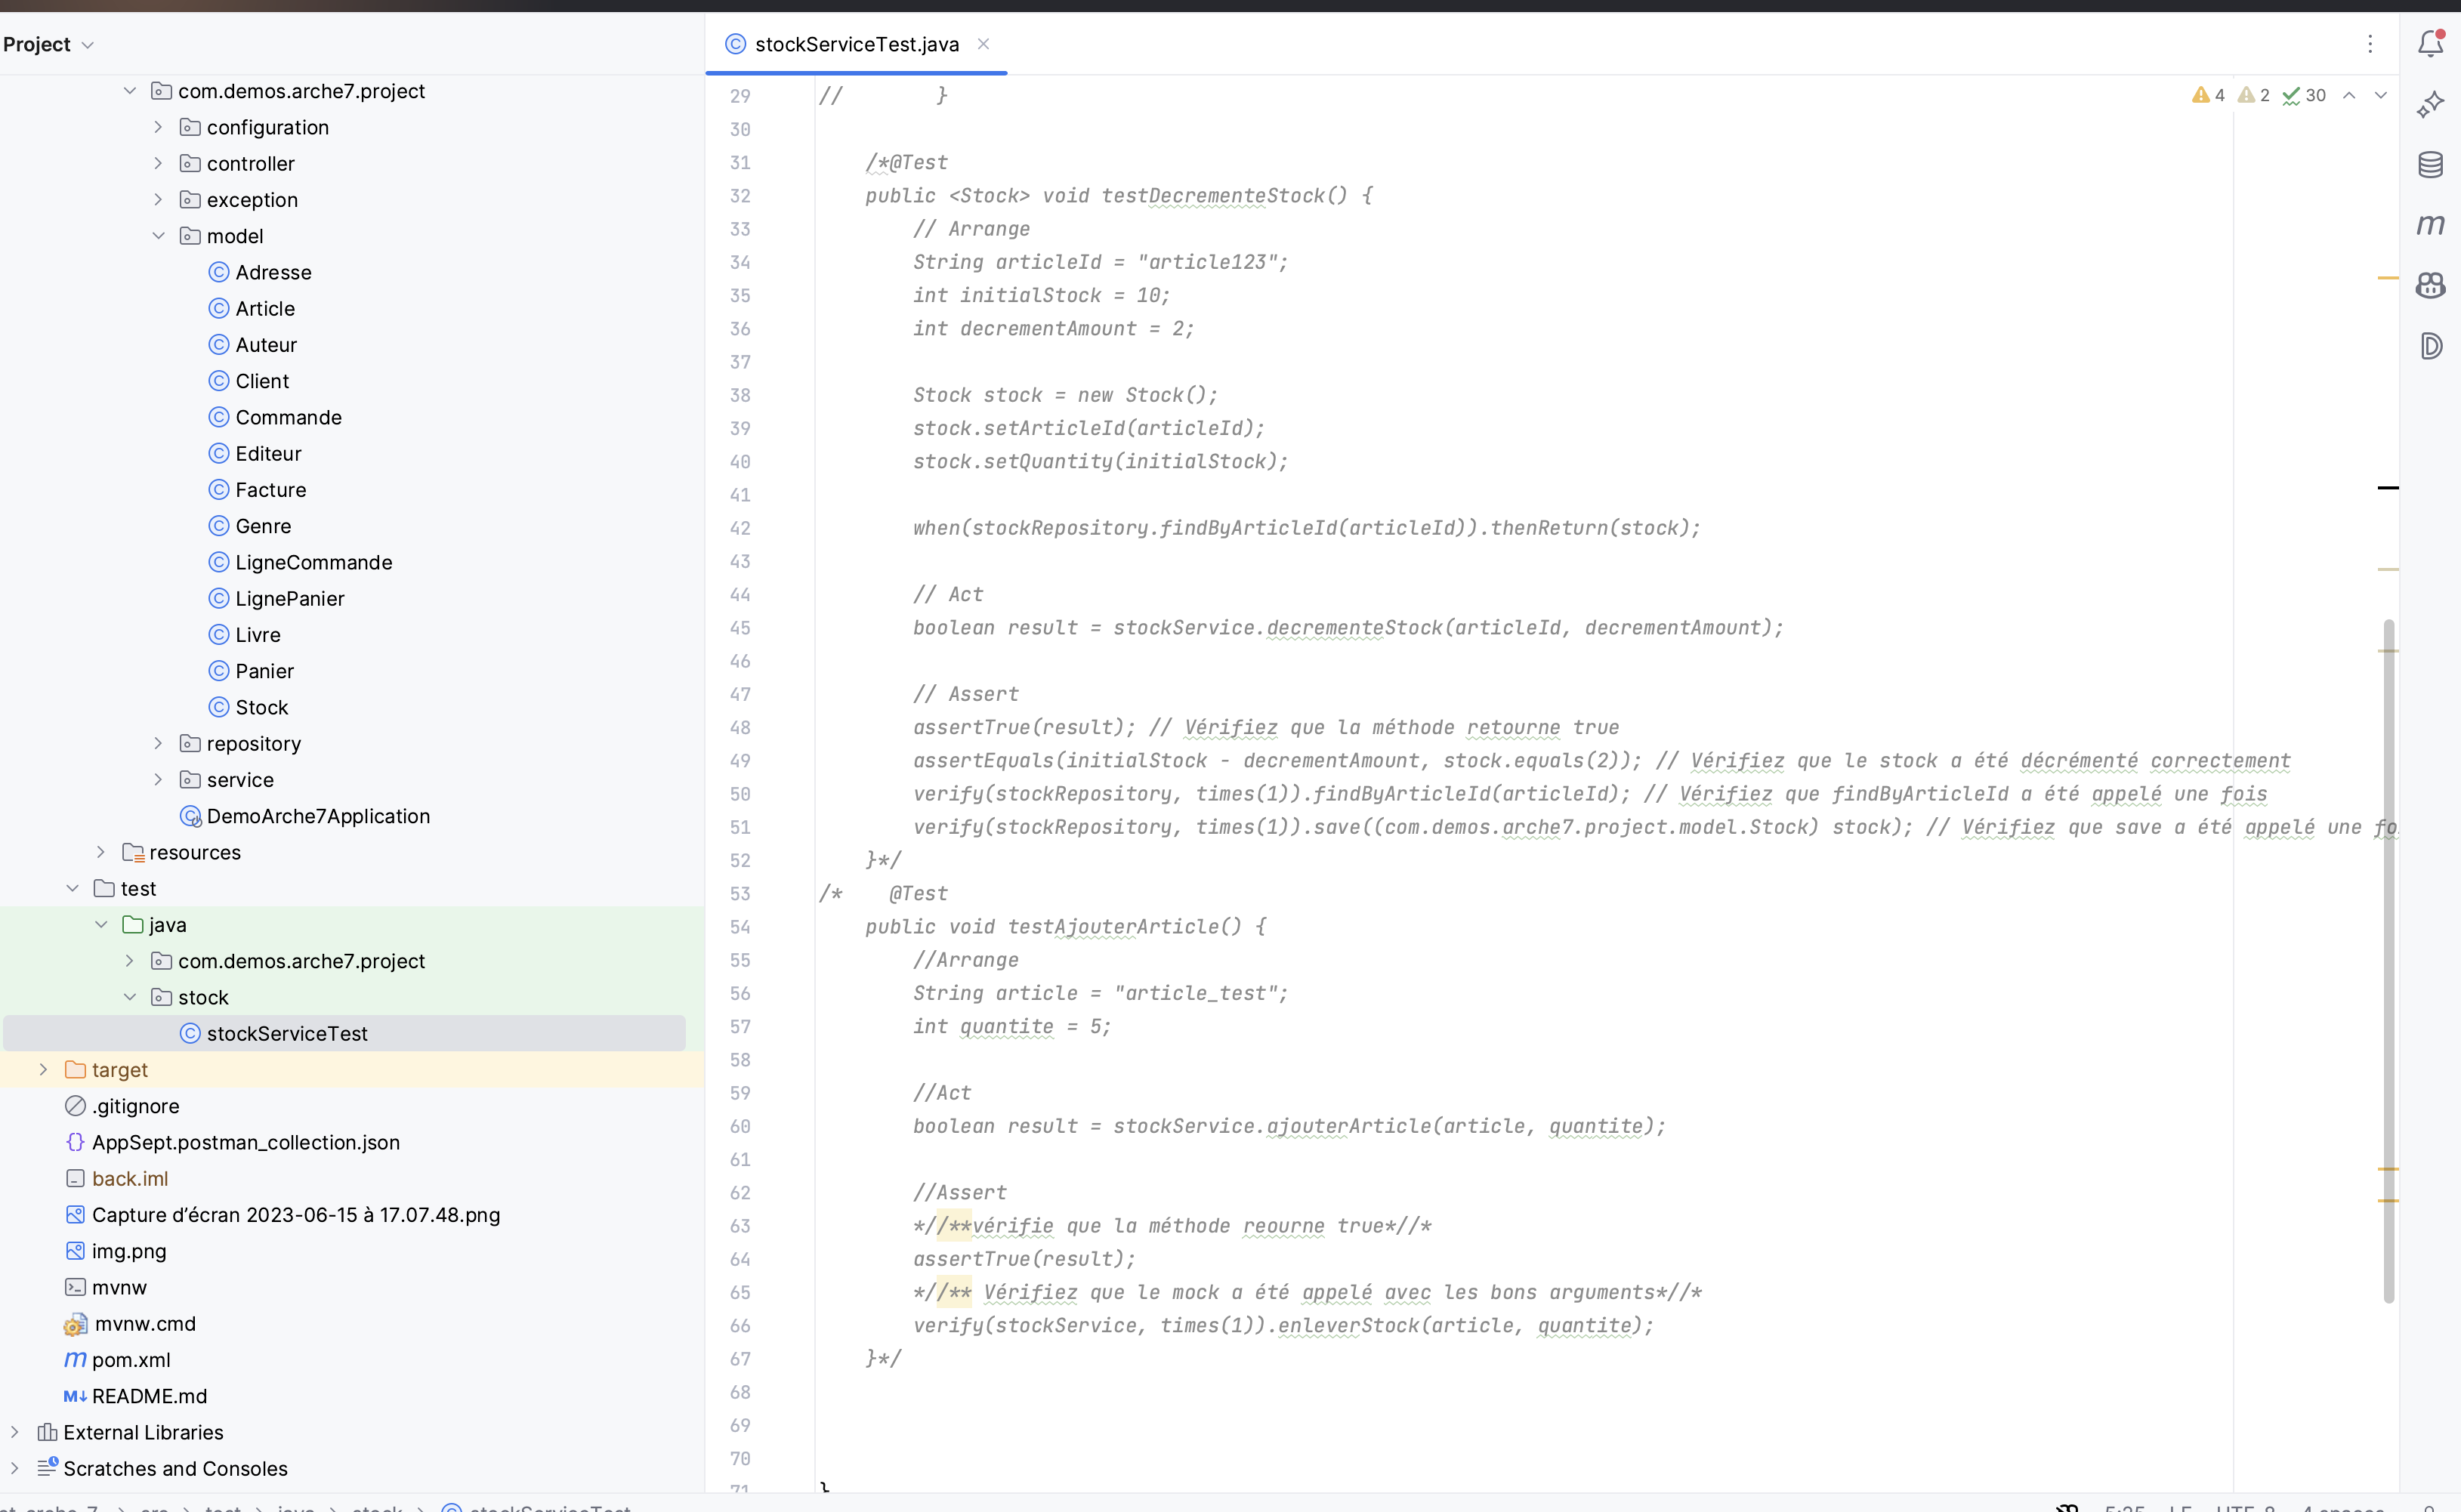 Project
com.demos.arche7.project
configuration
controller
exception
model
Adresse
Article
Auteur
Client
Commande
Editeur
Facture
Genre
LigneCommande
LignePanier
Livre
Panier
Stock
repository
service
DemoArche7Application
resources
test
java
com.demos.arche7.project
stock
stockServiceTest
target
.gitignore
AppSept.postman_collection.json
back.iml
Capture d’écran 2023-06-15 à 17.07.48.png
img.png
mvnw
mvnw.cmd
pom.xml
README.md
External Libraries
Scratches and Consoles
stockServiceTest.java
4 2 30
29 // }
30
31 /*@Test
32 public <Stock> void testDecrementeStock() {
33 // Arrange
34 String articleId = "article123";
35 int initialStock = 10;
36 int decrementAmount = 2;
37
38 Stock stock = new Stock();
39 stock.setArticleId(articleId);
40 stock.setQuantity(initialStock);
41
42 when(stockRepository.findByArticleId(articleId)).thenReturn(stock);
43
44 // Act
45 boolean result = stockService.decrementeStock(articleId, decrementAmount);
46
47 // Assert
48 assertTrue(result); // Vérifiez que la méthode retourne true
49 assertEquals(initialStock - decrementAmount, stock.equals(2)); // Vérifiez que le stock a été décrémenté correctement
50 verify(stockRepository, times(1)).findByArticleId(articleId); // Vérifiez que findByArticleId a été appelé une fois
51 verify(stockRepository, times(1)).save((com.demos.arche7.project.model.Stock) stock); // Vérifiez que save a été appelé une fo
52 }*/
53 /* @Test
54 public void testAjouterArticle() {
55 //Arrange
56 String article = "article_test";
57 int quantite = 5;
58
59 //Act
60 boolean result = stockService.ajouterArticle(article, quantite);
61
62 //Assert
63 *//**vérifie que la méthode reourne true*//*
64 assertTrue(result);
65 *//** Vérifiez que le mock a été appelé avec les bons arguments*//*
66 verify(stockService, times(1)).enleverStock(article, quantite);
67 }*/
68
69
70
71 }